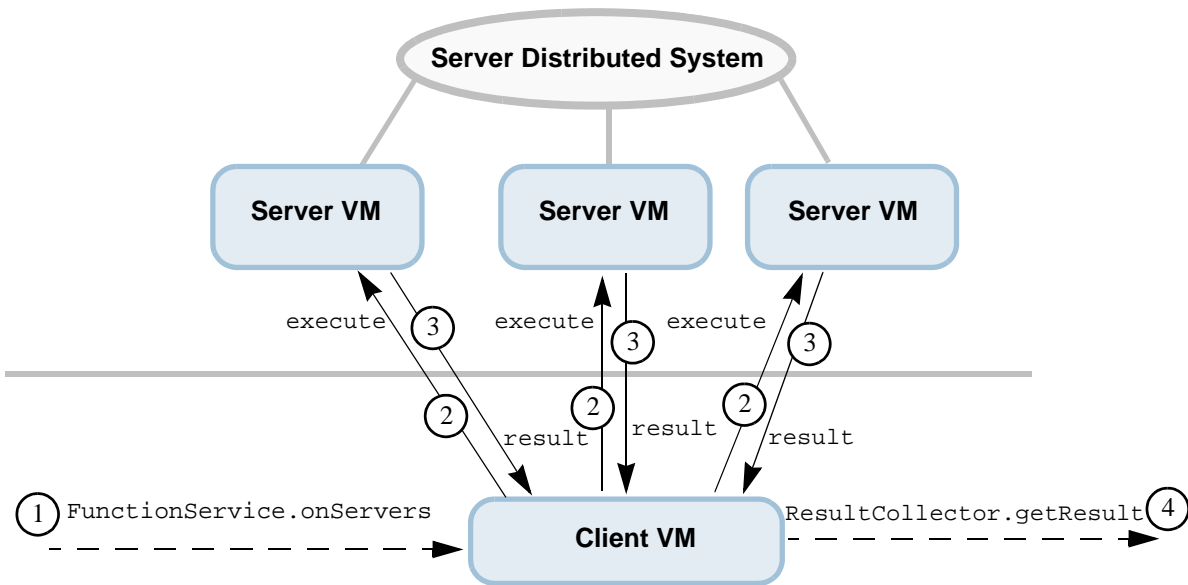 Server Distributed System
Server VM
Server VM
Server VM
execute
execute
execute
3
3
3
2
2
2
result
result
result
1
FunctionService.onServers
Client VM
ResultCollector.getResult
4